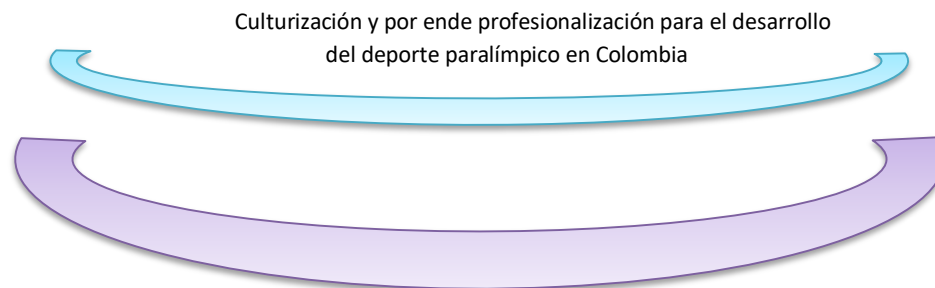 Culturización y por ende profesionalización para el desarrollo
del deporte paralímpico en Colombia